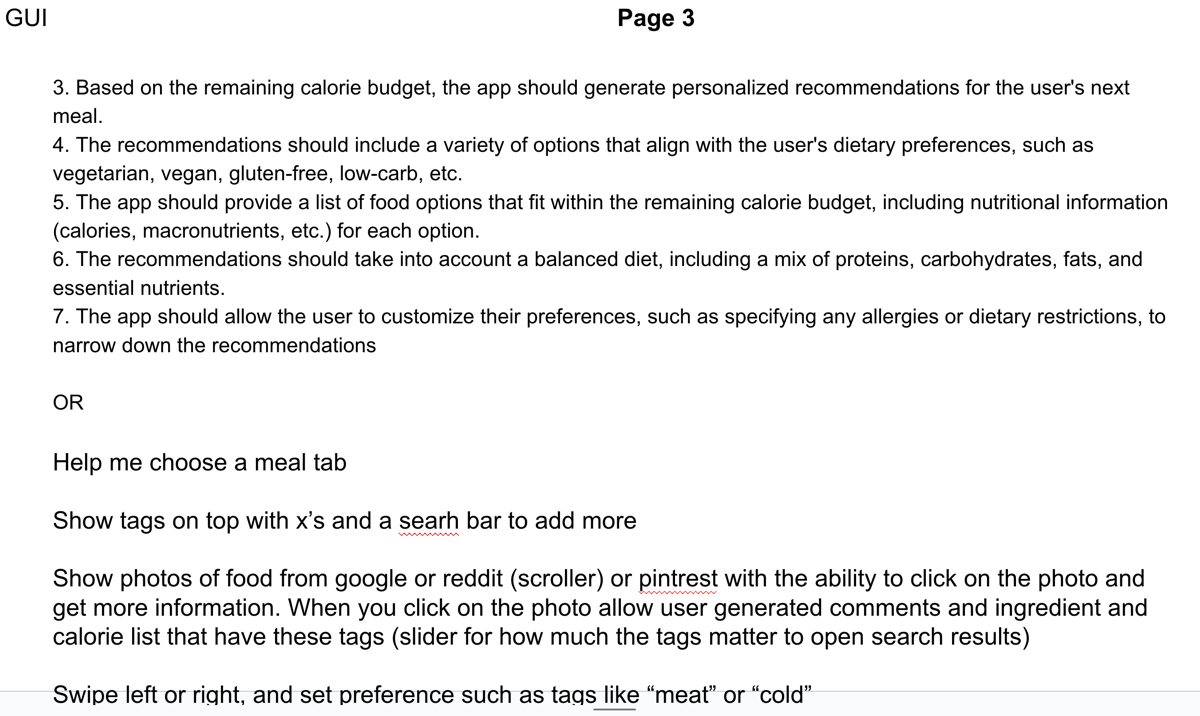 GUI
Page 3
3. Based on the remaining calorie budget, the app should generate personalized recommendations for the user's next
meal.
4. The recommendations should include a variety of options that align with the user's dietary preferences, such as
vegetarian, vegan, gluten-free, low-carb, etc.
5. The app should provide a list of food options that fit within the remaining calorie budget, including nutritional information
(calories, macronutrients, etc.) for each option.
6. The recommendations should take into account a balanced diet, including a mix of proteins, carbohydrates, fats, and
essential nutrients.
7. The app should allow the user to customize their preferences, such as specifying any allergies or dietary restrictions, to
narrow down the recommendations
OR
Help me choose a meal tab
Show tags on top with x’s and a searh bar to add more
Show photos of food from google or reddit (scroller) or pintrest with the ability to click on the photo and
get more information. When you click on the photo allow user generated comments and ingredient and
calorie list that have these tags (slider for how much the tags matter to open search results)
Swipe left or right, and set preference such as tags like “meat” or “cold”